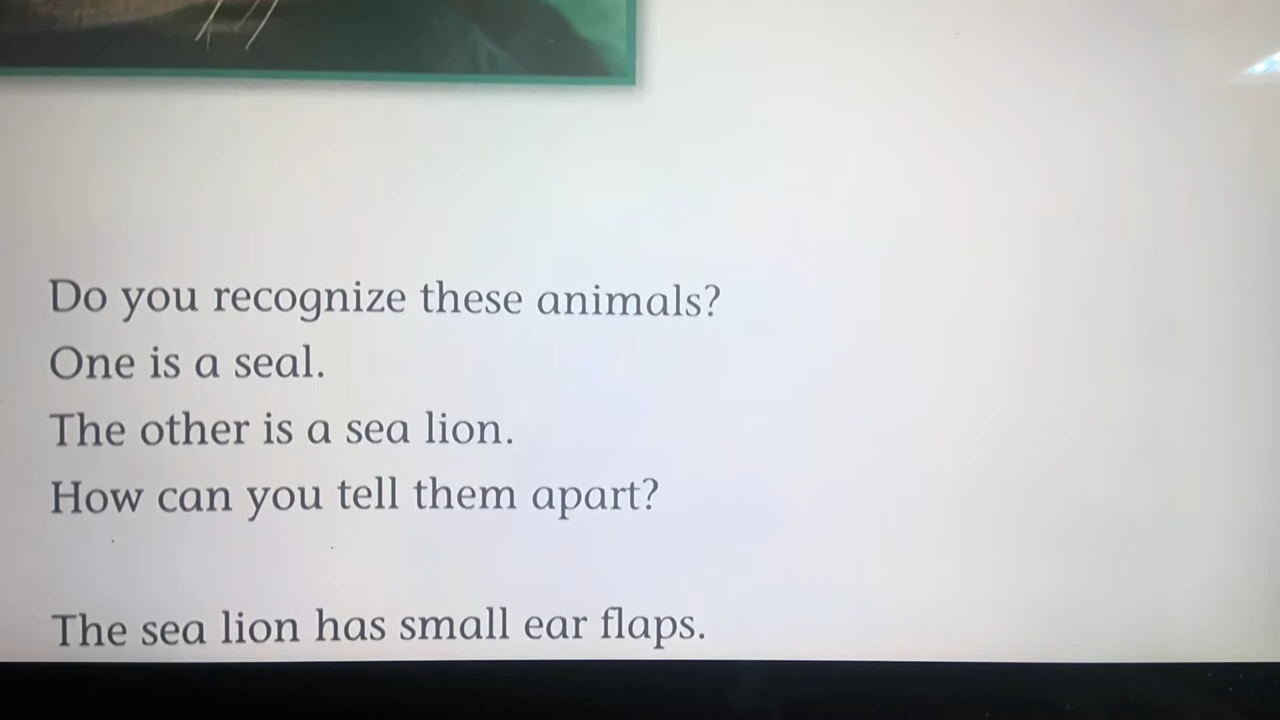 Do you recognize these animals?
One is a seal.
The other is a sea lion.
How can you tell them apart?
The sea lion has small ear flaps.